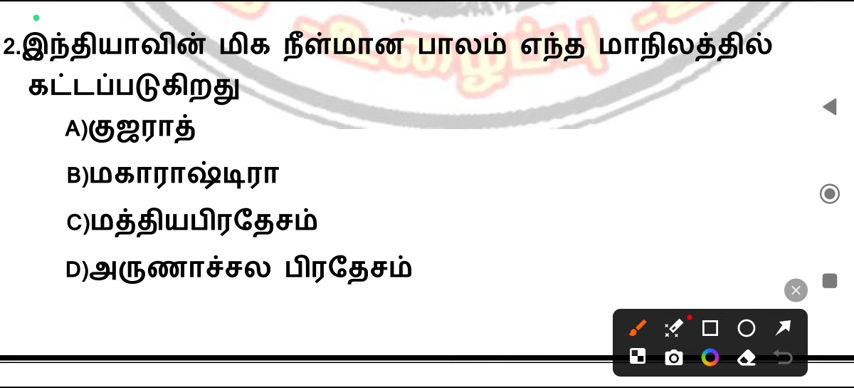 உழைப்பு
2.இந்தியாவின் மிக நீள்மான பாலம் எந்த மாநிலத்தில்
கட்டப்படுகிறது
A)குஜராத்
B)மகாராஷ்டிரா
C)மத்தியபிரதேசம்
D)அருணாச்சல பிரதேசம்